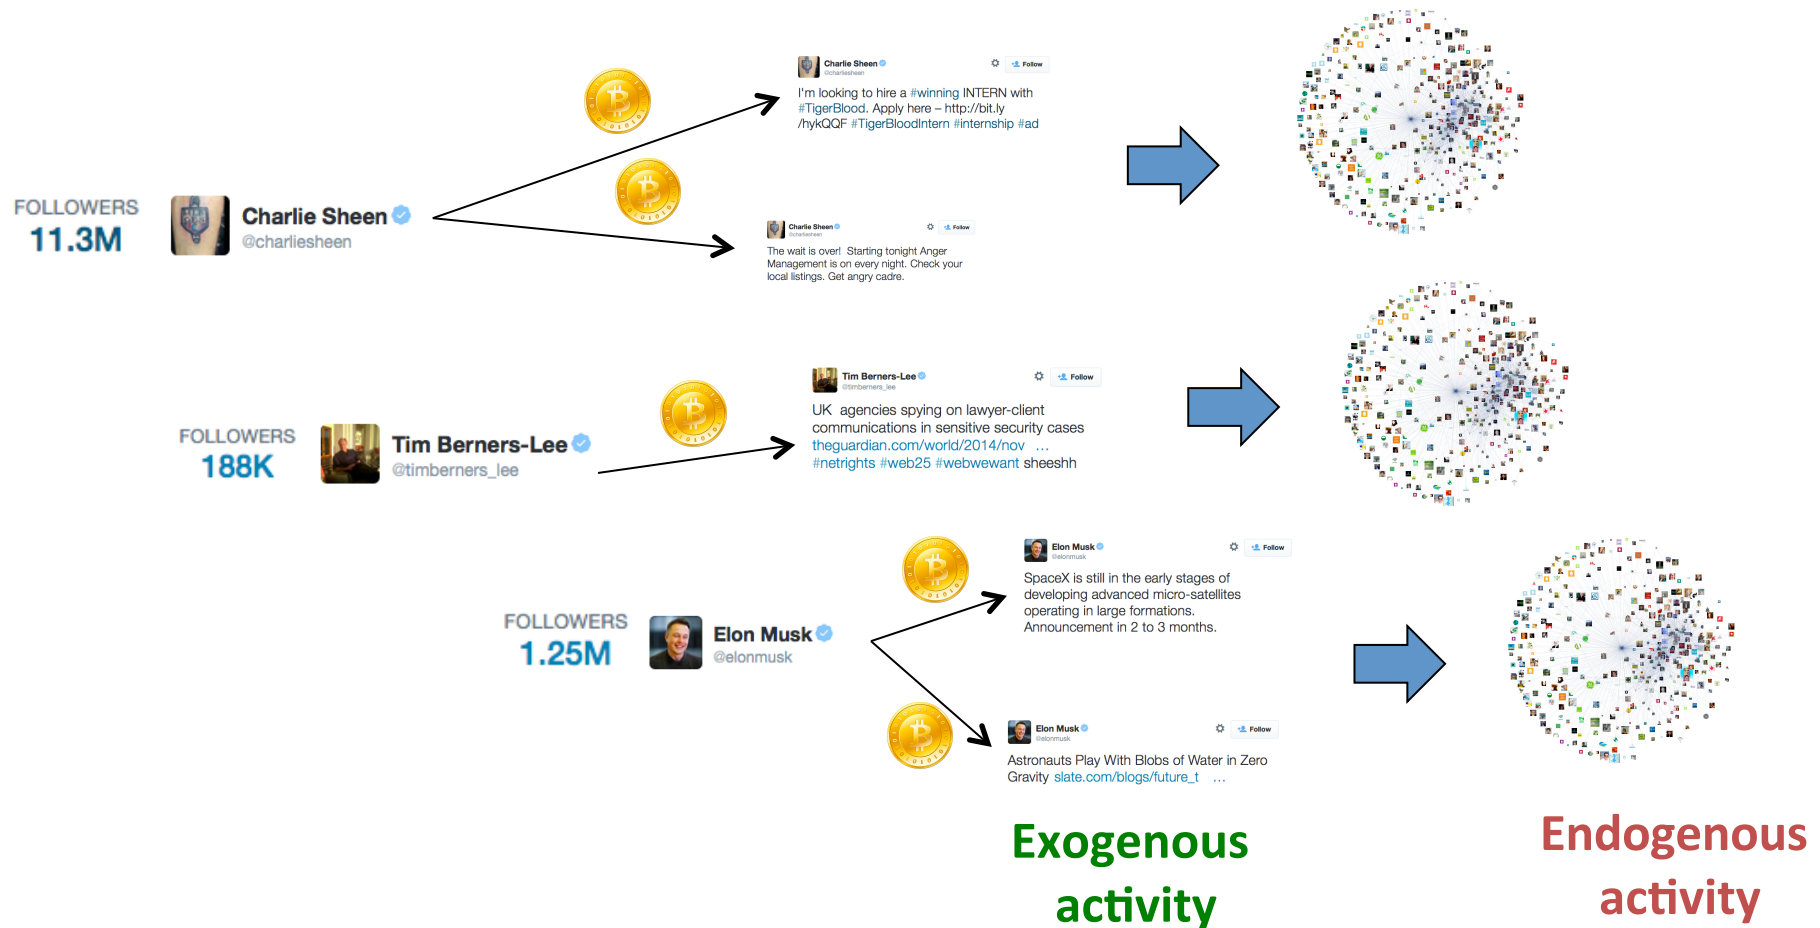 Charlie Sheen
@charliesheen
Follow
I'm looking to hire a #winning INTERN with
#TigerBlood. Apply here – http://bit.ly
/hykQQF #TigerBloodIntern #internship #ad
FOLLOWERS
11.3M
Charlie Sheen
@charliesheen
Charlie Sheen
@charliesheen
Follow
The wait is over! Starting tonight Anger
Management is on every night. Check your
local listings. Get angry cadre.
FOLLOWERS
188K
Tim Berners-Lee
@timberners_lee
Tim Berners-Lee
@timberners_lee
Follow
UK agencies spying on lawyer-client
communications in sensitive security cases
theguardian.com/world/2014/nov ...
#netrights #web25 #webwewant sheeshh
FOLLOWERS
1.25M
Elon Musk
@elonmusk
Elon Musk
@elonmusk
Follow
SpaceX is still in the early stages of
developing advanced micro-satellites
operating in large formations.
Announcement in 2 to 3 months.
Elon Musk
@elonmusk
Follow
Astronauts Play With Blobs of Water in Zero
Gravity slate.com/blogs/future_t ...
Exogenous
activity
Endogenous
activity